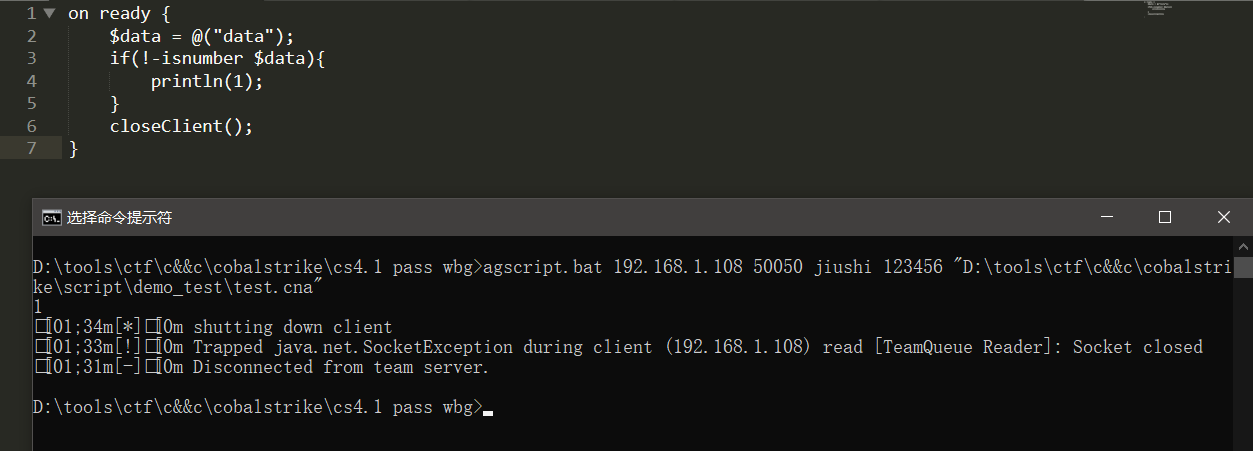 1 on ready {
2 $data = @("data");
3 if(!-isnumber $data){
4 println(1);
5 }
6 closeClient();
7 }
选择命令提示符
D:\tools\ctf\c&&c\cobalstrike\cs4.1 pass wbg>agscript.bat 192.168.1.108 50050 jiushi 123456 "D:\tools\ctf\c&&c\cobalstri
ke\script\demo_test\test.cna"
1
□[01;34m[*]□[0m shutting down client
□[01;33m[!]□[0m Trapped java.net.SocketException during client (192.168.1.108) read [TeamQueue Reader]: Socket closed
□[01;31m[-]□[0m Disconnected from team server.
D:\tools\ctf\c&&c\cobalstrike\cs4.1 pass wbg>